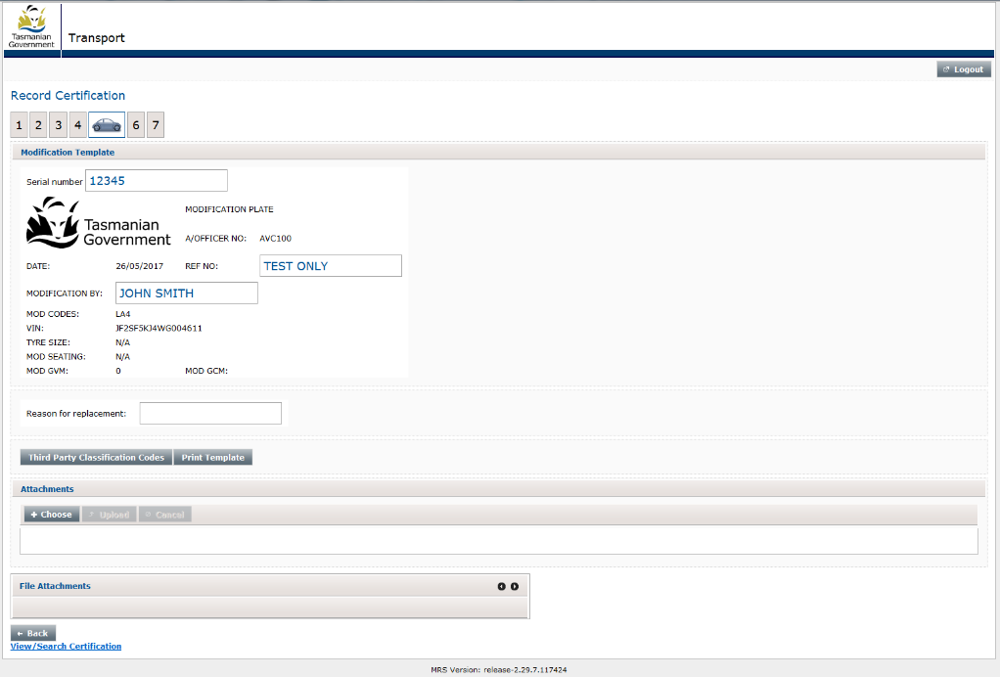 Tasmanian
Government
Transport
Logout
Record Certification
1 2 3 4 6 7
Modification Template
Serial number 12345
Tasmanian
Government
MODIFICATION PLATE
A/OFFICER NO: AVC100
DATE: 26/05/2017 REF NO: TEST ONLY
MODIFICATION BY: JOHN SMITH
MOD CODES: LA4
VIN: JF2SF5KJ4WG004611
TYRE SIZE: N/A
MOD SEATING: N/A
MOD GVM: 0 MOD GCM:
Reason for replacement:
Third Party Classification Codes Print Template
Attachments
Choose Upload Cancel
File Attachments
Back
View/Search Certification
MRS Version: release-2.29.7.117424